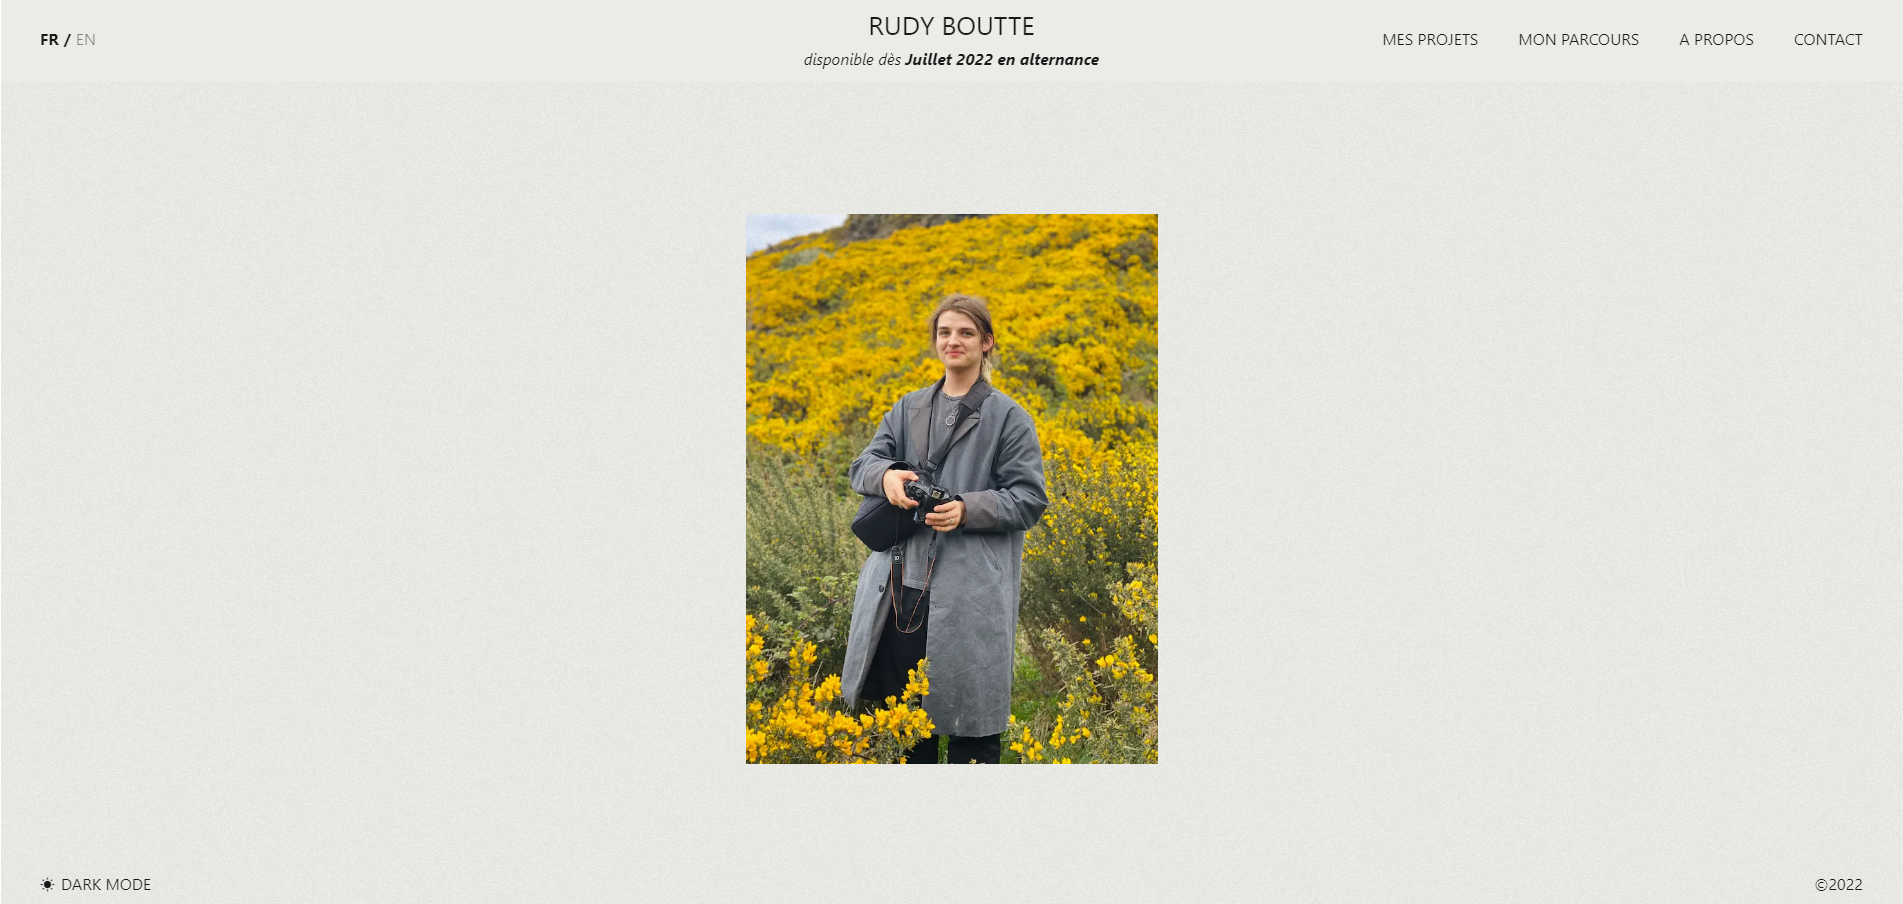 FR / EN
RUDY BOUTTE
disponible dès Juillet 2022 en alternance
MES PROJETS
MON PARCOURS
A PROPOS
CONTACT
DARK MODE
©2022